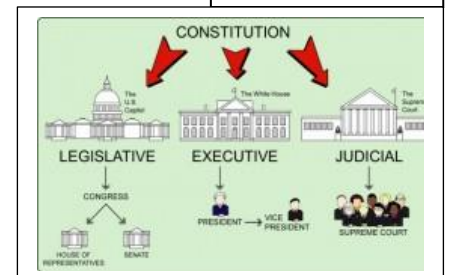 CONSTITUTION
The
U.S.
Capitol
The White House
The
Supreme
Court
LEGISLATIVE
EXECUTIVE
JUDICIAL
CONGRESS
PRESIDENT
VICE
PRESIDENT
SUPREME COURT
HOUSE OF
REPRESENTATIVES
SENATE